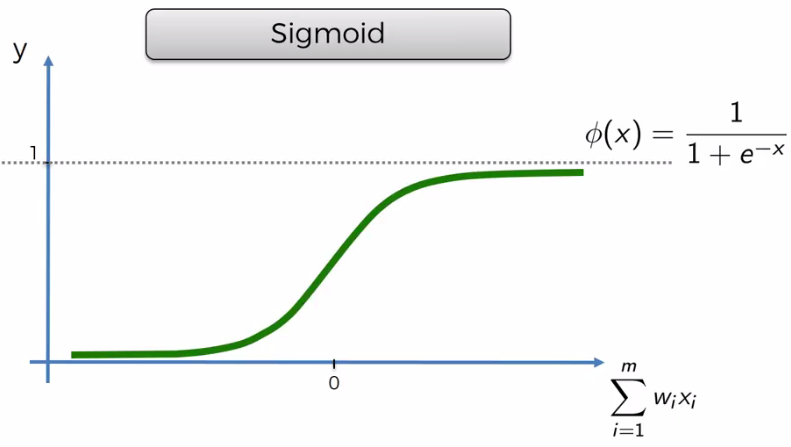 Sigmoid
y
ϕ(x) = 1 / (1 + e^{−x})
1
0
∑_{i=1}^{m} w_i x_i